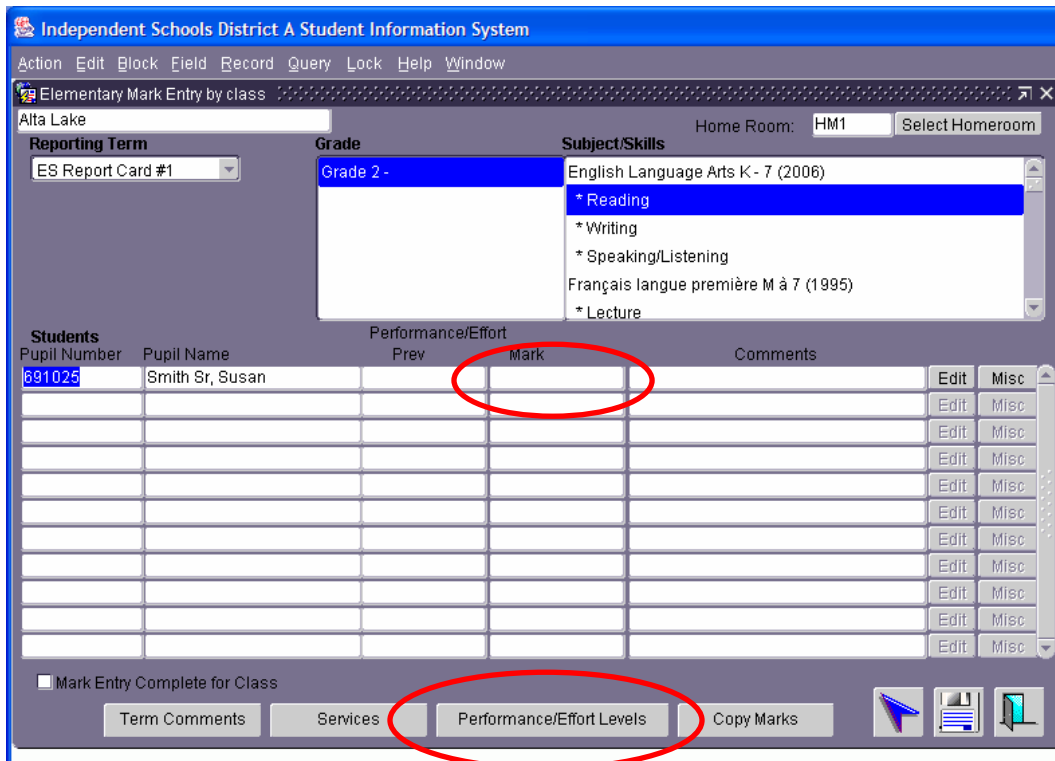 Independent Schools District A Student Information System
Action Edit Block Field Record Query Lock Help Window
Elementary Mark Entry by class
Alta Lake
Home Room: HM1 Select Homeroom
Reporting Term Grade Subject/Skills
ES Report Card #1 Grade 2 - English Language Arts K - 7 (2006)
* Reading
* Writing
* Speaking/Listening
Français langue première M à 7 (1995)
* Lecture
Students Performance/Effort
Pupil Number Pupil Name Prev Mark Comments
691025 Smith Sr, Susan Edit Misc
Edit Misc
Edit Misc
Edit Misc
Edit Misc
Edit Misc
Edit Misc
Edit Misc
Edit Misc
Edit Misc
Edit Misc
Mark Entry Complete for Class
Term Comments Services Performance/Effort Levels Copy Marks